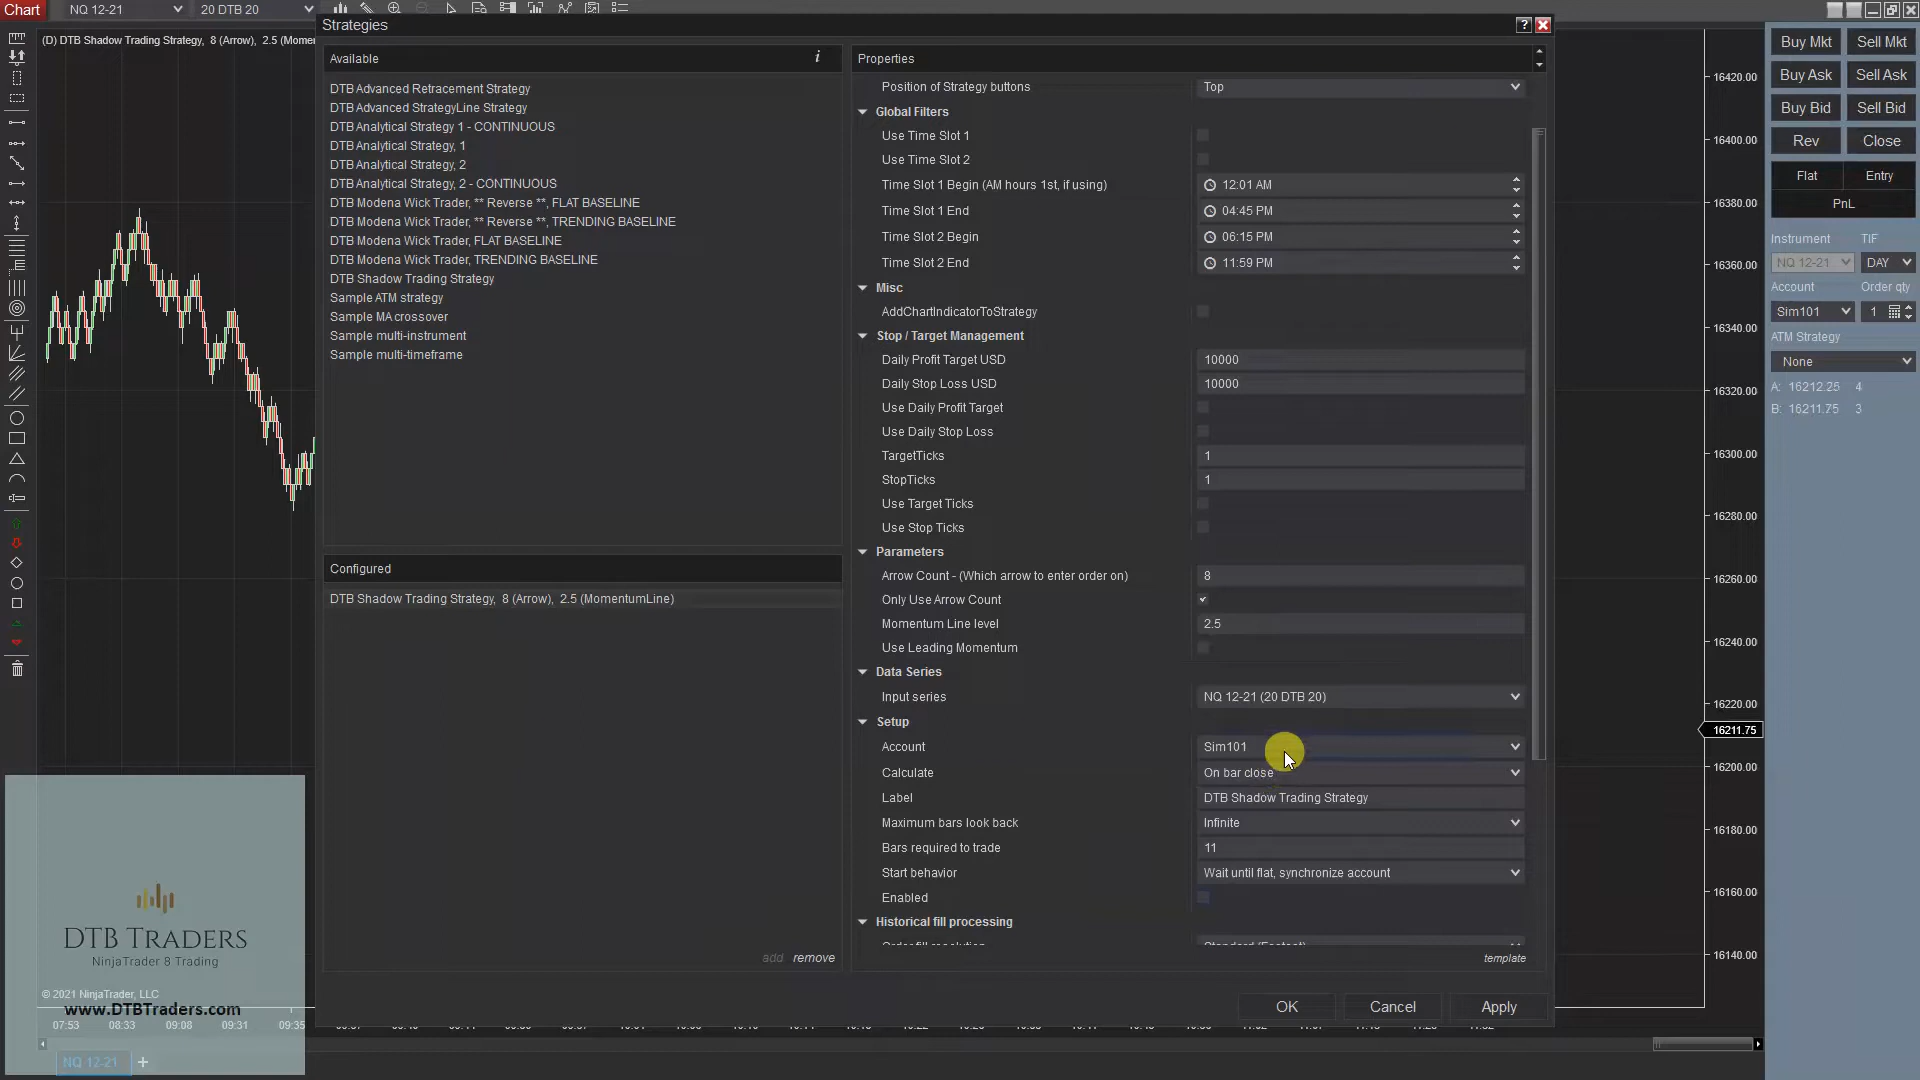 Chart
NQ 12-21
20 DTB 20
(D) DTB Shadow Trading Strategy, 8 (Arrow), 2.5 (Momen
Strategies
?
Available
i
DTB Advanced Retracement Strategy
DTB Advanced StrategyLine Strategy
DTB Analytical Strategy 1 - CONTINUOUS
DTB Analytical Strategy, 1
DTB Analytical Strategy, 2
DTB Analytical Strategy, 2 - CONTINUOUS
DTB Modena Wick Trader, ** Reverse **, FLAT BASELINE
DTB Modena Wick Trader, ** Reverse **, TRENDING BASELINE
DTB Modena Wick Trader, FLAT BASELINE
DTB Modena Wick Trader, TRENDING BASELINE
DTB Shadow Trading Strategy
Sample ATM strategy
Sample MA crossover
Sample multi-instrument
Sample multi-timeframe
Configured
DTB Shadow Trading Strategy, 8 (Arrow), 2.5 (MomentumLine)
add remove
Properties
Position of Strategy buttons Top
Global Filters
Use Time Slot 1
Use Time Slot 2
Time Slot 1 Begin (AM hours 1st, if using) 12:01 AM
Time Slot 1 End 04:45 PM
Time Slot 2 Begin 06:15 PM
Time Slot 2 End 11:59 PM
Misc
AddChartIndicatorToStrategy
Stop / Target Management
Daily Profit Target USD 10000
Daily Stop Loss USD 10000
Use Daily Profit Target
Use Daily Stop Loss
TargetTicks 1
StopTicks 1
Use Target Ticks
Use Stop Ticks
Parameters
Arrow Count - (Which arrow to enter order on) 8
Only Use Arrow Count
Momentum Line level 2.5
Use Leading Momentum
Data Series
Input series NQ 12-21 (20 DTB 20)
Setup
Account Sim101
Calculate On bar close
Label DTB Shadow Trading Strategy
Maximum bars look back Infinite
Bars required to trade 11
Start behavior Wait until flat, synchronize account
Enabled
Historical fill processing
template
OK Cancel Apply
16420.00
16400.00
16380.00
16360.00
16340.00
16320.00
16300.00
16280.00
16260.00
16240.00
16220.00
16211.75
16200.00
16180.00
16160.00
16140.00
Buy Mkt Sell Mkt
Buy Ask Sell Ask
Buy Bid Sell Bid
Rev Close
Flat Entry
PnL
Instrument TIF
NQ 12-21 DAY
Account Order qty
Sim101 1
ATM Strategy
None
A: 16212.25 4
B: 16211.75 3
DTB TRADERS
NinjaTrader 8 Trading
© 2021 NinjaTrader, LLC
www.DTBTraders.com
07:53 08:33 09:08 09:31 09:35
NQ 12-21 +